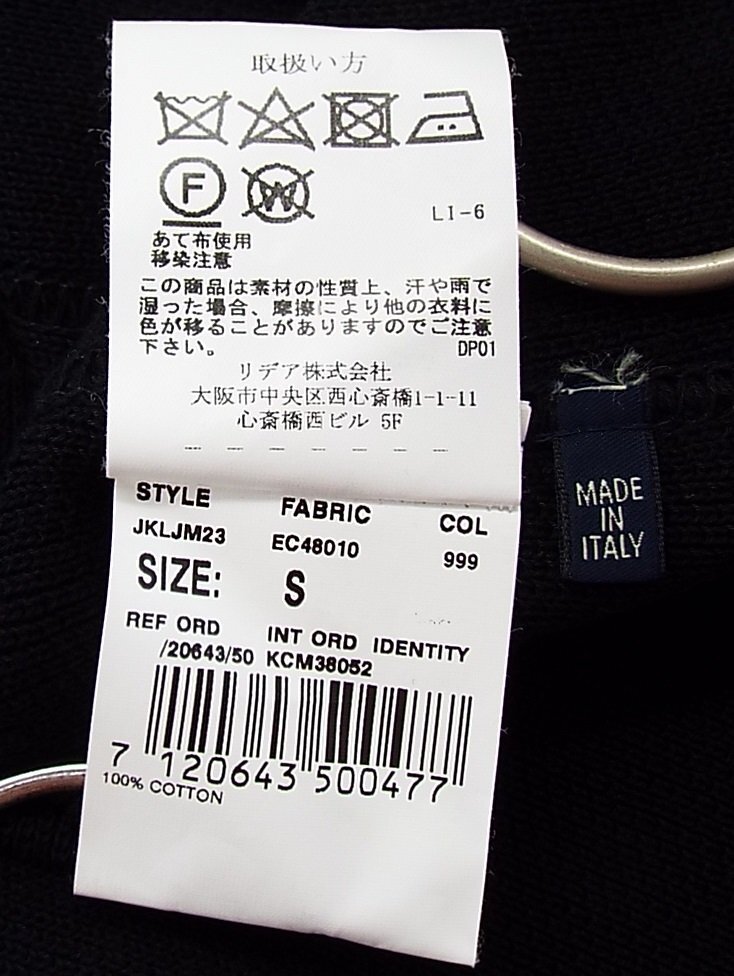 取扱い方
F
W
LI-6
あて布使用
移染注意
この商品は素材の性質上、汗や雨で
湿った場合、摩擦により他の衣料に
色が移ることがありますのでご注意
下さい。 DP01
リデア株式会社
大阪市中央区西心斎橋1-1-11
心斎橋西ビル 5F
STYLE FABRIC COL
JKLJM23 EC48010 999
SIZE: S
REF ORD INT ORD IDENTITY
/20643/50 KCM38052
7 120643 500477
100% COTTON
MADE
IN
ITALY